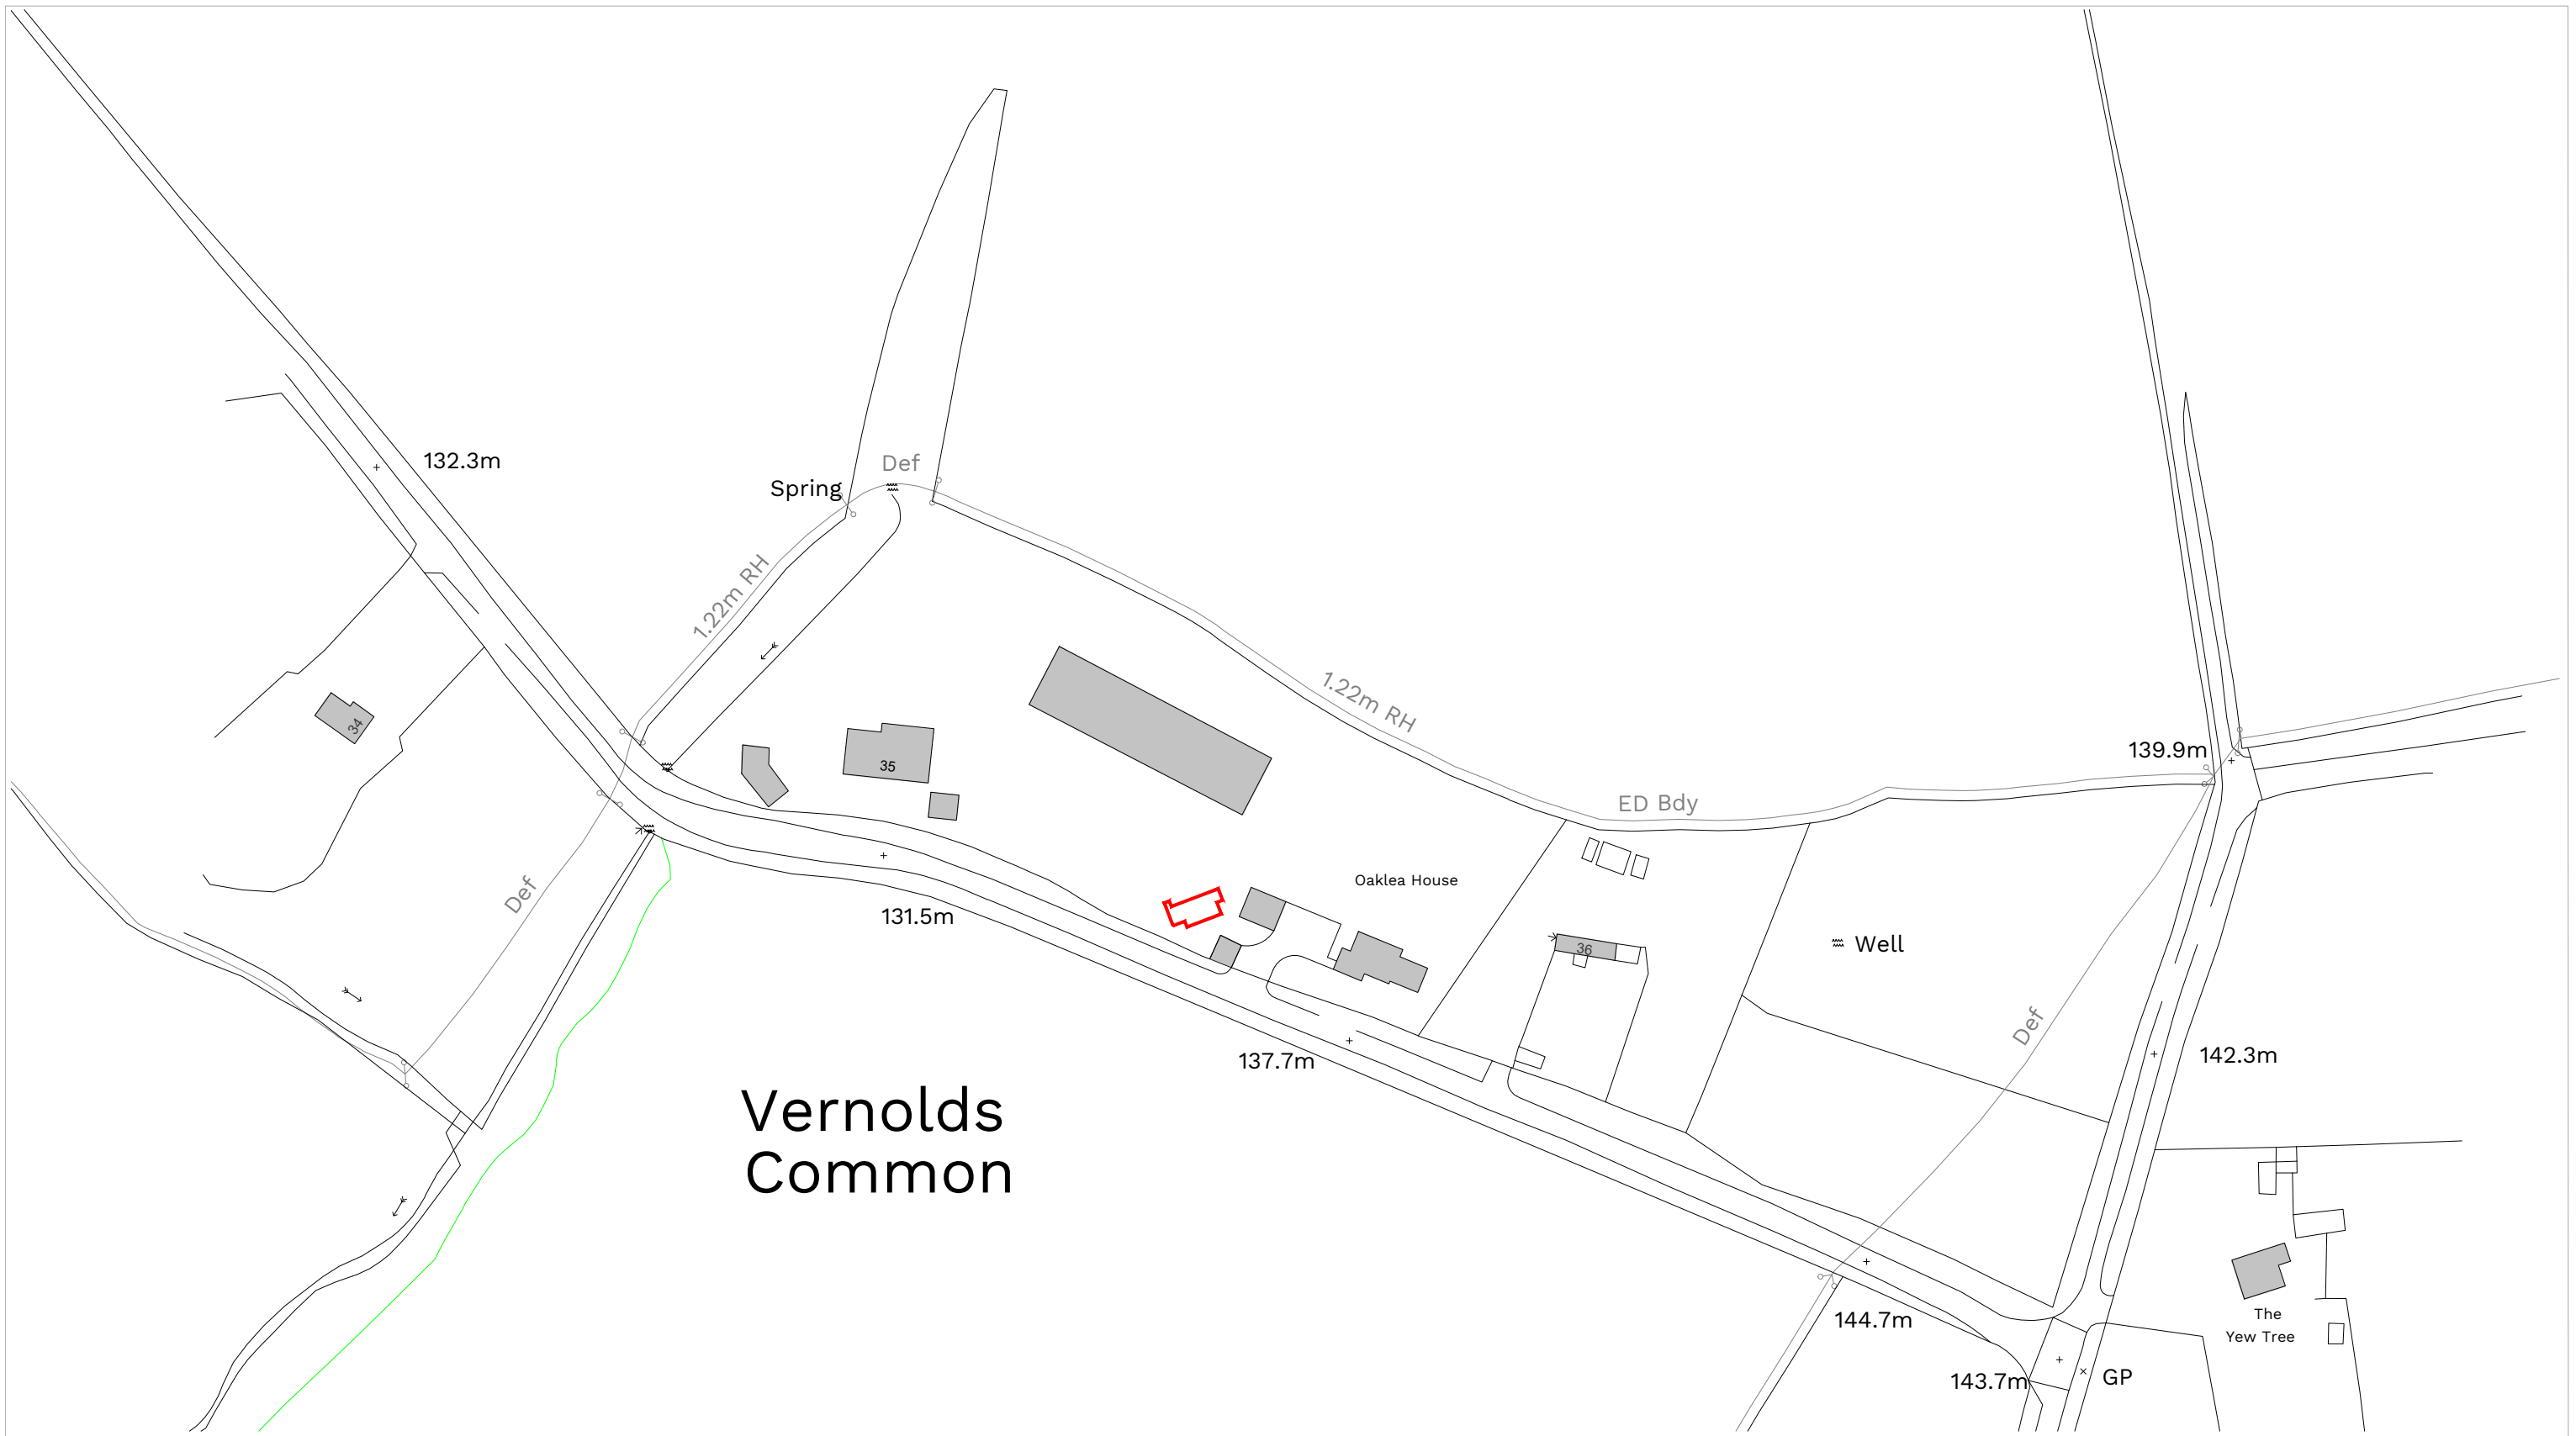 132.3m
Def
Spring
1.22m RH
1.22m RH
34
35
139.9m
ED Bdy
Oaklea House
Def
131.5m
36
Well
Def
137.7m
142.3m
Vernolds
Common
144.7m
The
Yew Tree
143.7m
GP